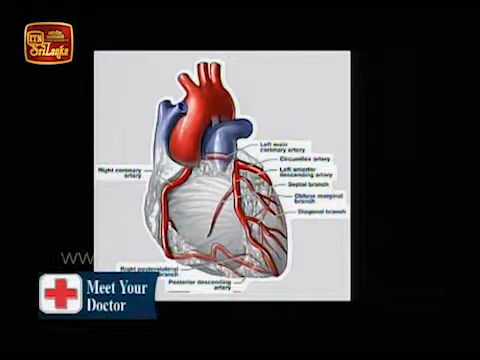 ITN
Sri Lanka
Left main
coronary artery
Circumflex artery
Left anterior
descending artery
Septal branch
Obtuse marginal
branch
Diagonal branch
Right coronary
artery
Right posterolateral
branch
Posterior descending
artery
www.
Meet Your
Doctor